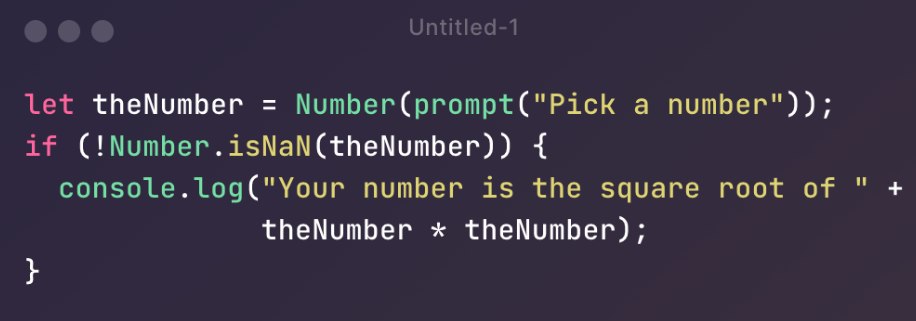 Untitled-1
let theNumber = Number(prompt("Pick a number"));
if (!Number.isNaN(theNumber)) {
  console.log("Your number is the square root of " +
              theNumber * theNumber);
}